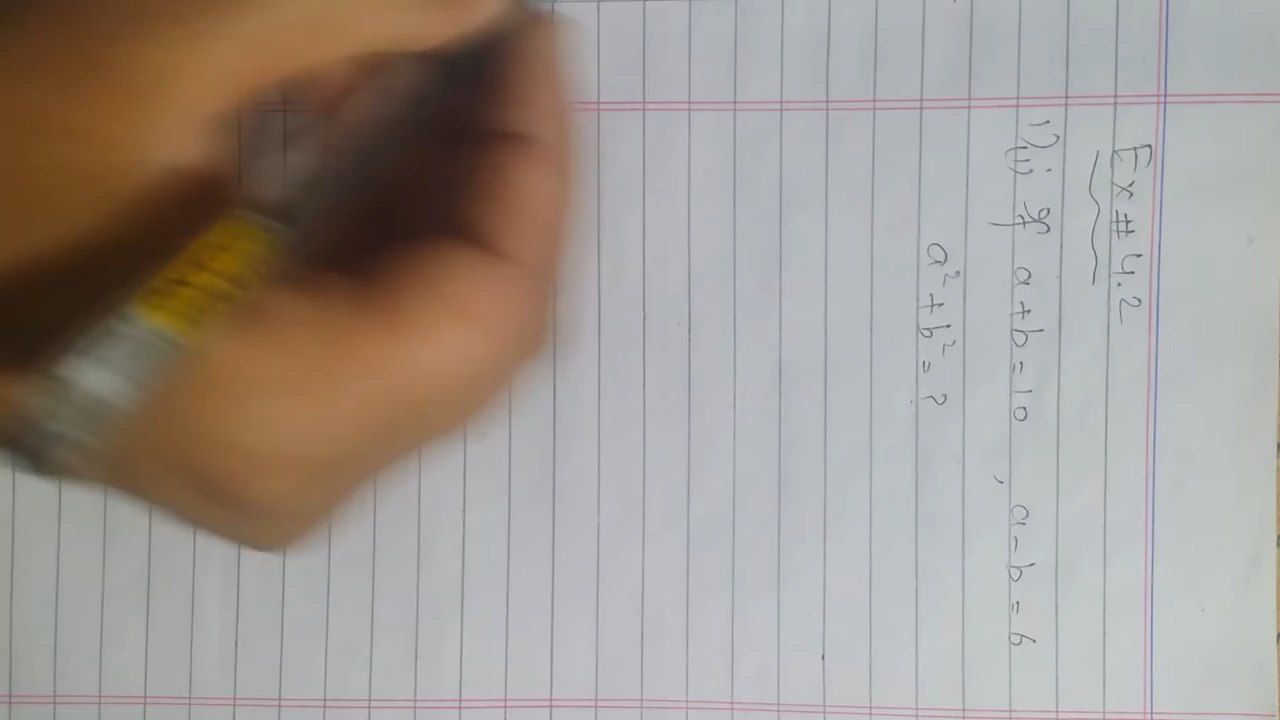 Ex # 4.2
1) (i) If a+b=10 , a-b=6
a²+b²=?